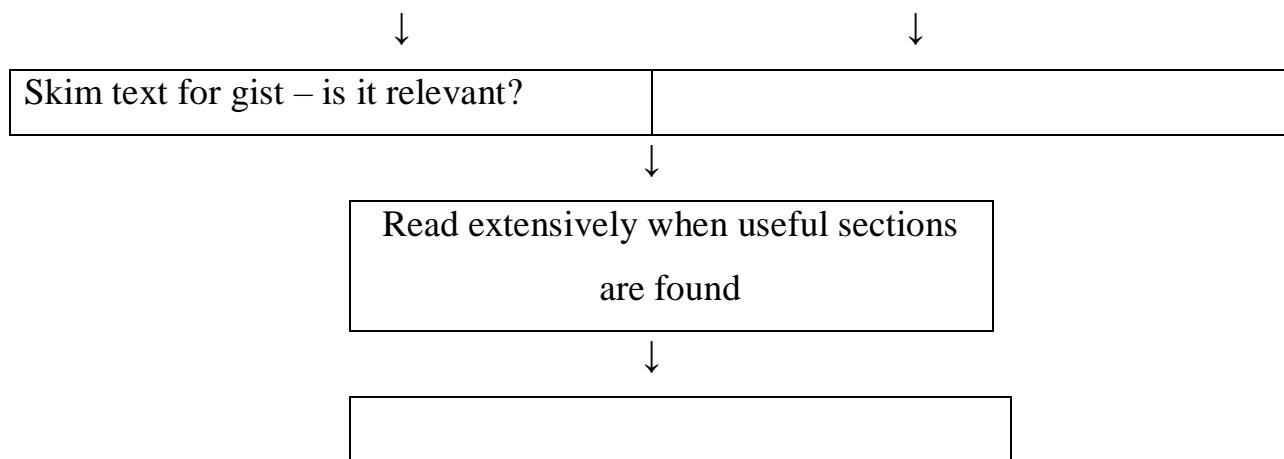 ↓ ↓
Skim text for gist – is it relevant?
↓
Read extensively when useful sections
are found
↓